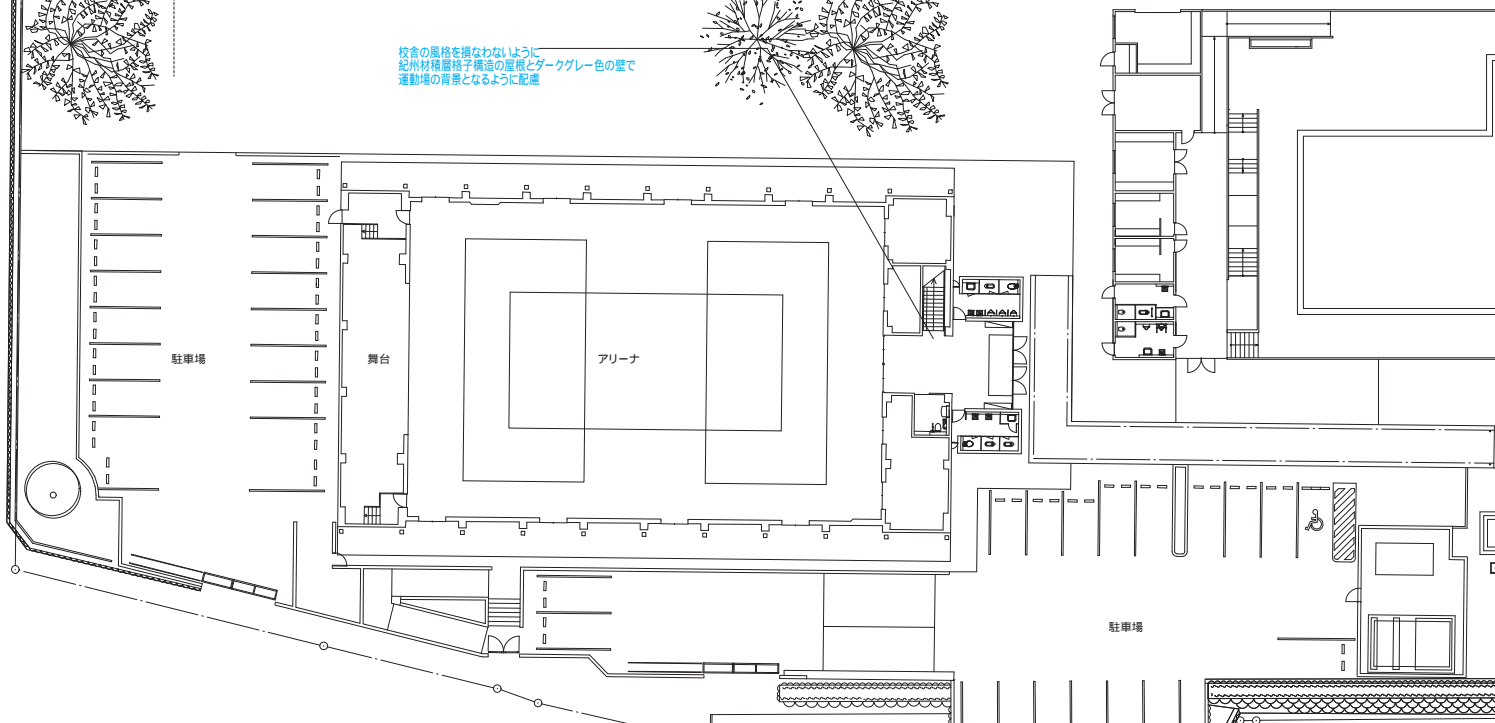 校舎の風格を損なわないように
紀州材積層格子構造の屋根とダークグレー色の壁で
運動場の背景となるように配慮
駐車場
舞台
アリーナ
駐車場